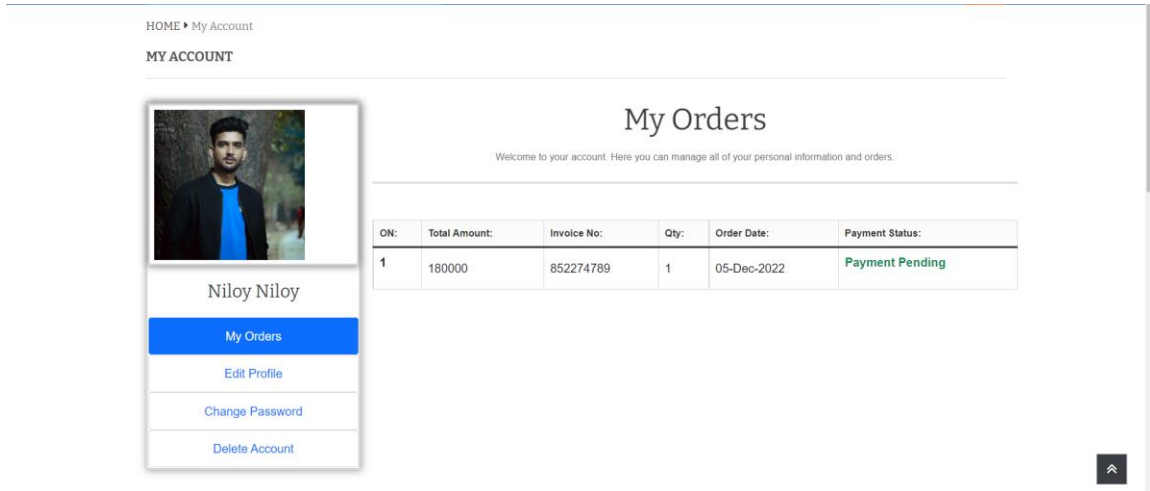 HOME ▸ My Account
MY ACCOUNT
My Orders
Welcome to your account. Here you can manage all of your personal information and orders.
ON: Total Amount: Invoice No: Qty: Order Date: Payment Status:
1 180000 852274789 1 05-Dec-2022 Payment Pending
Niloy Niloy
My Orders
Edit Profile
Change Password
Delete Account